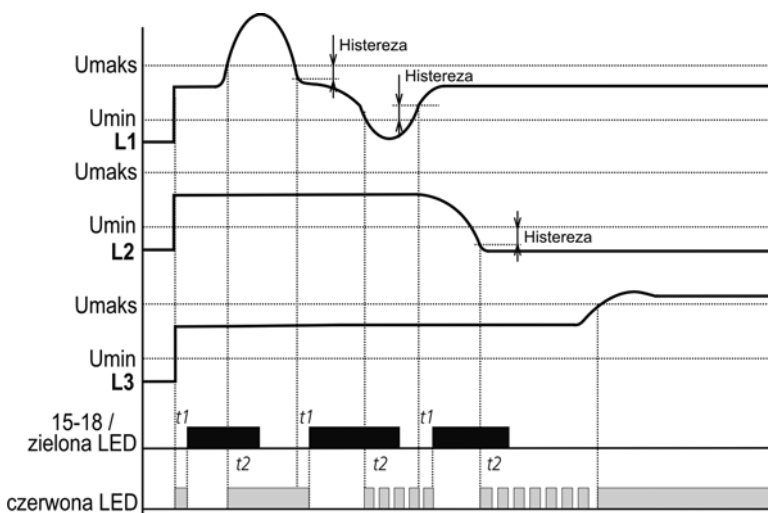 Histereza
Umaks
Histereza
Umin
L1
Umaks
Umin
L2
Histereza
Umaks
Umin
L3
15-18 /
zielona LED
t1
t1
t1
t2
t2
t2
czerwona LED